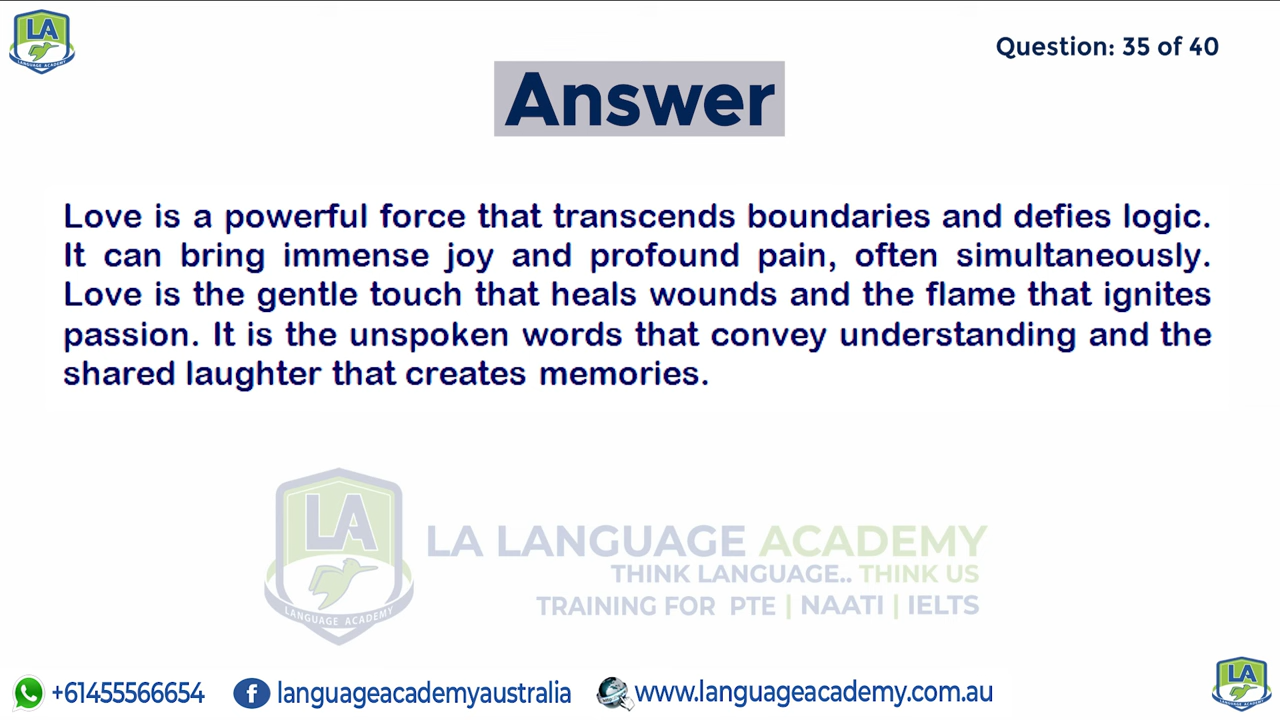 LA
LANGUAGE ACADEMY
Question: 35 of 40
Answer
Love is a powerful force that transcends boundaries and defies logic.
It can bring immense joy and profound pain, often simultaneously.
Love is the gentle touch that heals wounds and the flame that ignites
passion. It is the unspoken words that convey understanding and the
shared laughter that creates memories.
LA
LANGUAGE ACADEMY
LA LANGUAGE ACADEMY
THINK LANGUAGE.. THINK US
TRAINING FOR PTE | NAATI | IELTS
+61455566654 languageacademyaustralia www.languageacademy.com.au
LA
LANGUAGE ACADEMY